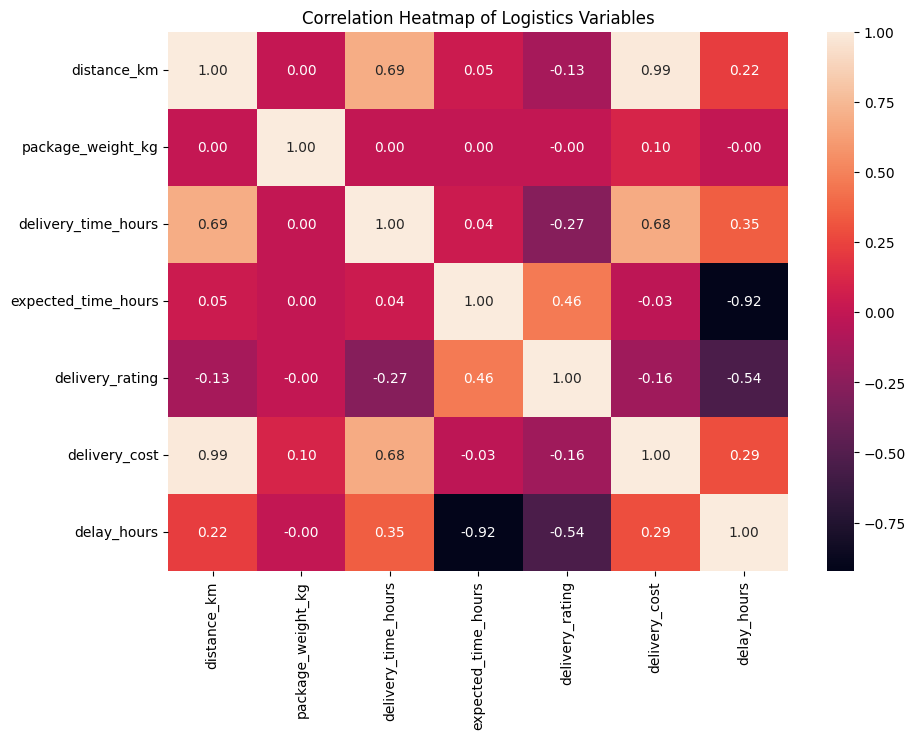 Correlation Heatmap of Logistics Variables
distance_km 1.00 0.00 0.69 0.05 -0.13 0.99 0.22
package_weight_kg 0.00 1.00 0.00 0.00 -0.00 0.10 -0.00
delivery_time_hours 0.69 0.00 1.00 0.04 -0.27 0.68 0.35
expected_time_hours 0.05 0.00 0.04 1.00 0.46 -0.03 -0.92
delivery_rating -0.13 -0.00 -0.27 0.46 1.00 -0.16 -0.54
delivery_cost 0.99 0.10 0.68 -0.03 -0.16 1.00 0.29
delay_hours 0.22 -0.00 0.35 -0.92 -0.54 0.29 1.00
distance_km
package_weight_kg
delivery_time_hours
expected_time_hours
delivery_rating
delivery_cost
delay_hours
1.00
0.75
0.50
0.25
0.00
−0.25
−0.50
−0.75